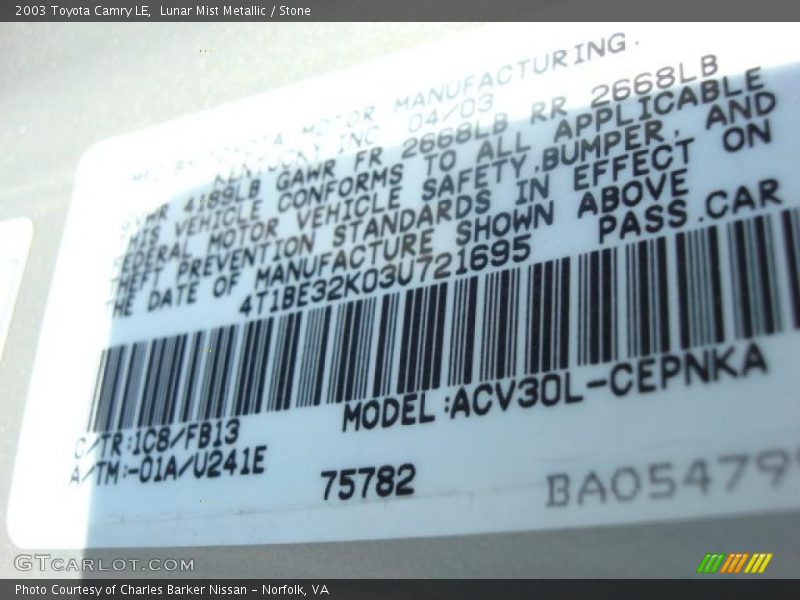 2003 Toyota Camry LE, Lunar Mist Metallic / Stone
MOTOR MANUFACTURING.
KENTUCKY INC 04/03
4189LB GAWR FR 2668LB RR 2668LB
THIS VEHICLE CONFORMS TO ALL APPLICABLE
FEDERAL MOTOR VEHICLE SAFETY,BUMPER, AND
THEFT PREVENTION STANDARDS IN EFFECT ON
THE DATE OF MANUFACTURE SHOWN ABOVE
4T1BE32K03U721695 PASS.CAR
C/TR:1C8/FB13 MODEL:ACV30L-CEPNKA
A/TM:-01A/U241E
75782 BA05479
GTCARLOT.COM
Photo Courtesy of Charles Barker Nissan - Norfolk, VA